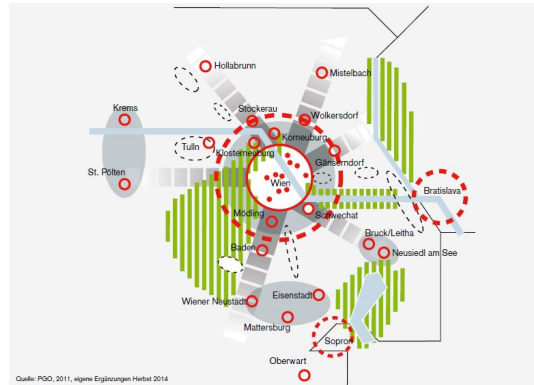 Hollabrunn
Mistelbach
Krems
Stockerau
Wolkersdorf
Korneuburg
Tulln
Klosterneuburg
Gänserndorf
St. Pölten
Wien
Bratislava
Mödling
Schwechat
Bruck/Leitha
Baden
Neusiedl am See
Eisenstadt
Wiener Neustadt
Mattersburg
Sopron
Oberwart
Quelle: PGO, 2011, eigene Ergänzungen Herbst 2014